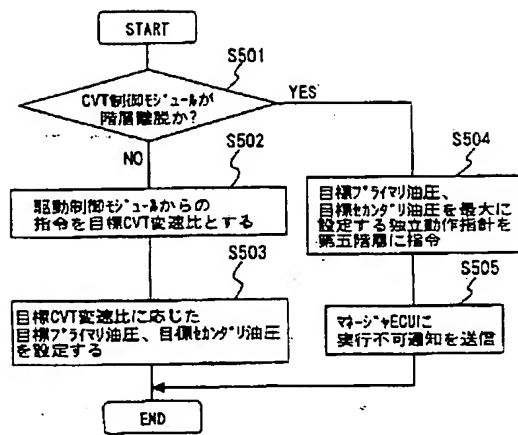 START
S501
CVT制御ﾓｼﾞｭｰﾙが
階層離脱か?
YES
NO
S502
駆動制御ﾓｼﾞｭｰﾙからの
指令を目標CVT変速比とする
S503
目標CVT変速比に応じた
目標ﾌﾟﾗｲﾏﾘ油圧、目標ｾｶﾝﾀﾞﾘ油圧
を設定する
S504
目標ﾌﾟﾗｲﾏﾘ油圧、
目標ｾｶﾝﾀﾞﾘ油圧を最大に
設定する独立動作指針を
第五階層に指令
S505
ﾏﾈｰｼﾞｬECUに
実行不可通知を送信
END